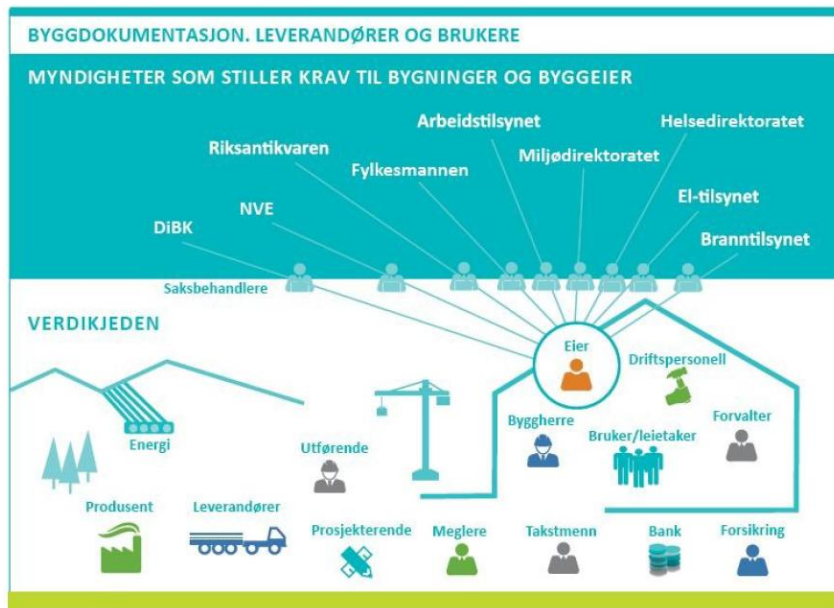 BYGGDOKUMENTASJON. LEVERANDØRER OG BRUKERE
MYNDIGHETER SOM STILLER KRAV TIL BYGNINGER OG BYGGEIER
Arbeidstilsynet
Helsedirektoratet
Riksantikvaren
Miljødirektoratet
Fylkesmannen
El-tilsynet
NVE
DiBK
Branntilsynet
Saksbehandlere
VERDIKJEDEN
Eier
Driftspersonell
Byggherre
Forvalter
Bruker/leietaker
Energi
Utførende
Produsent
Leverandører
Prosjekterende
Meglere
Takstmenn
Bank
Forsikring